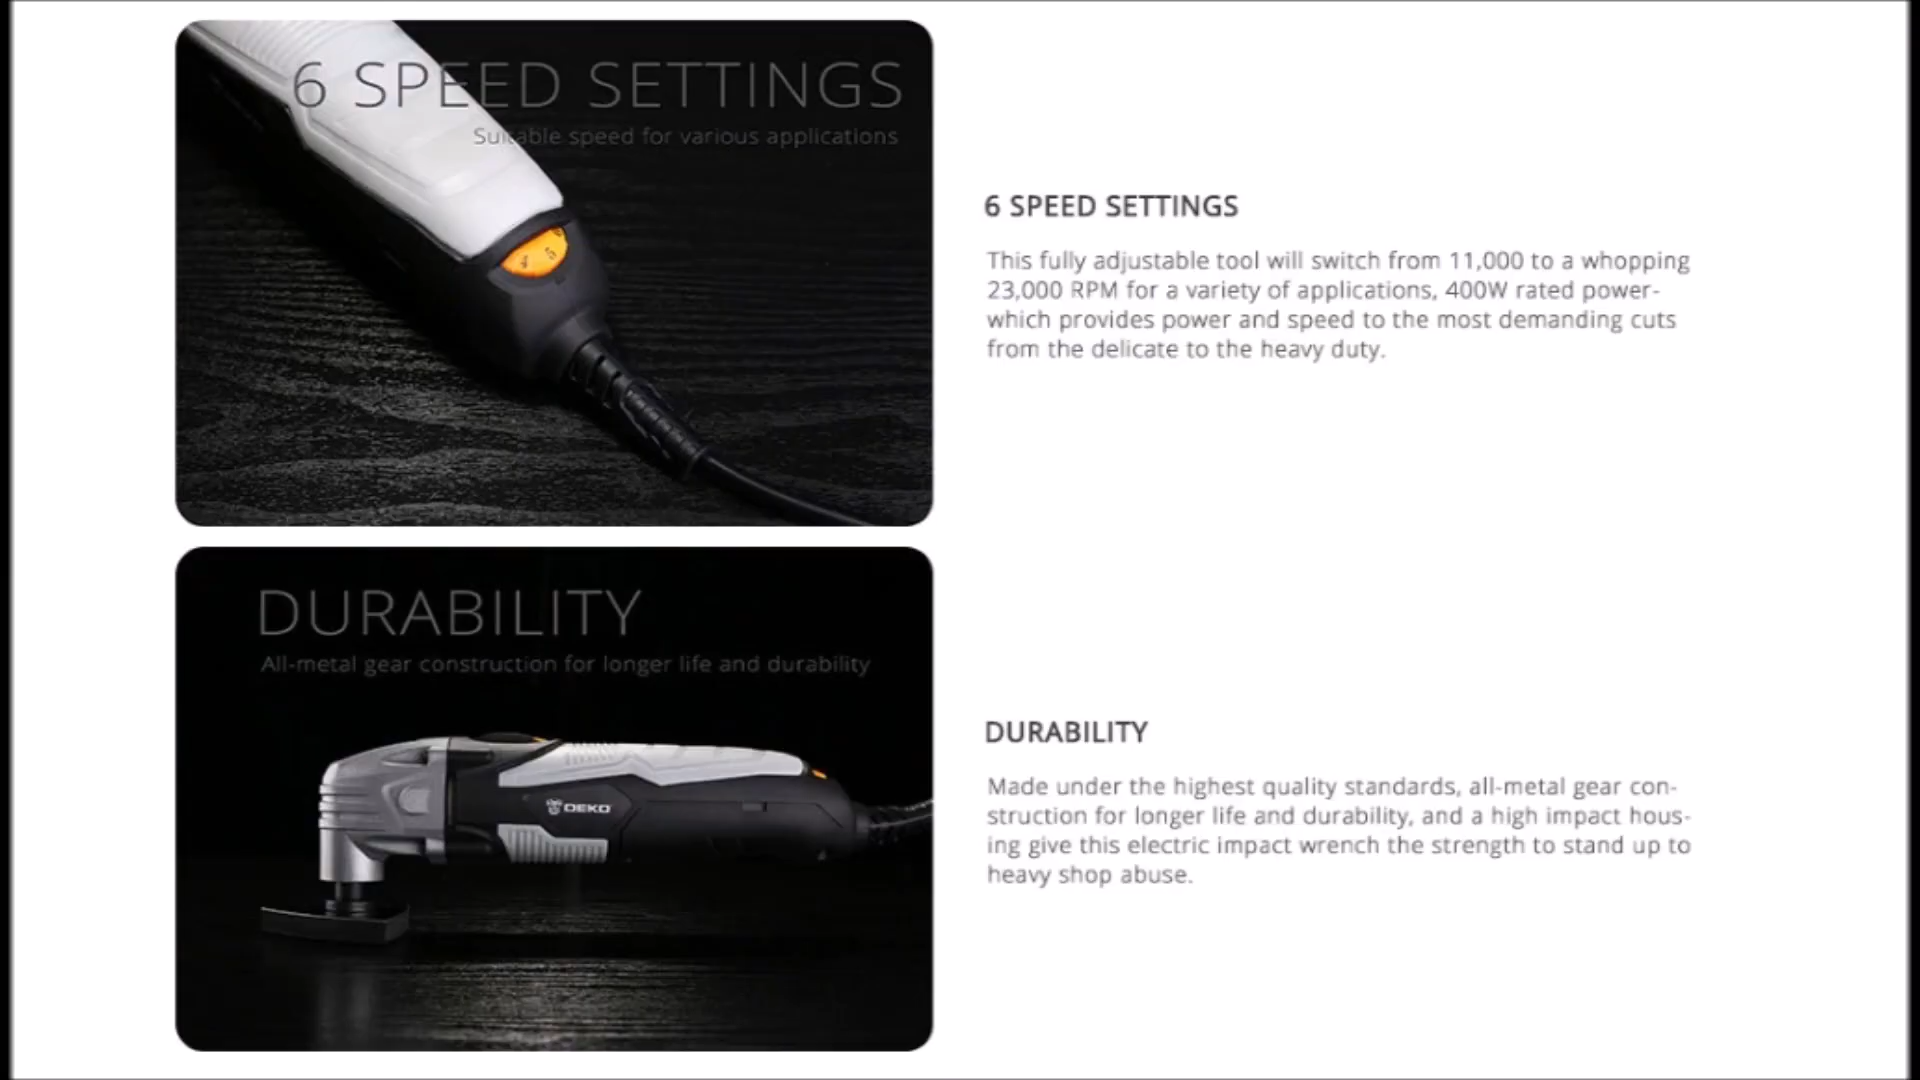 6 SPEED SETTINGS
Suitable speed for various applications
4 5
6 SPEED SETTINGS
This fully adjustable tool will switch from 11,000 to a whopping
23,000 RPM for a variety of applications, 400W rated power-
which provides power and speed to the most demanding cuts
from the delicate to the heavy duty.
DURABILITY
All-metal gear construction for longer life and durability
DEKO
DURABILITY
Made under the highest quality standards, all-metal gear con-
struction for longer life and durability, and a high impact hous-
ing give this electric impact wrench the strength to stand up to
heavy shop abuse.